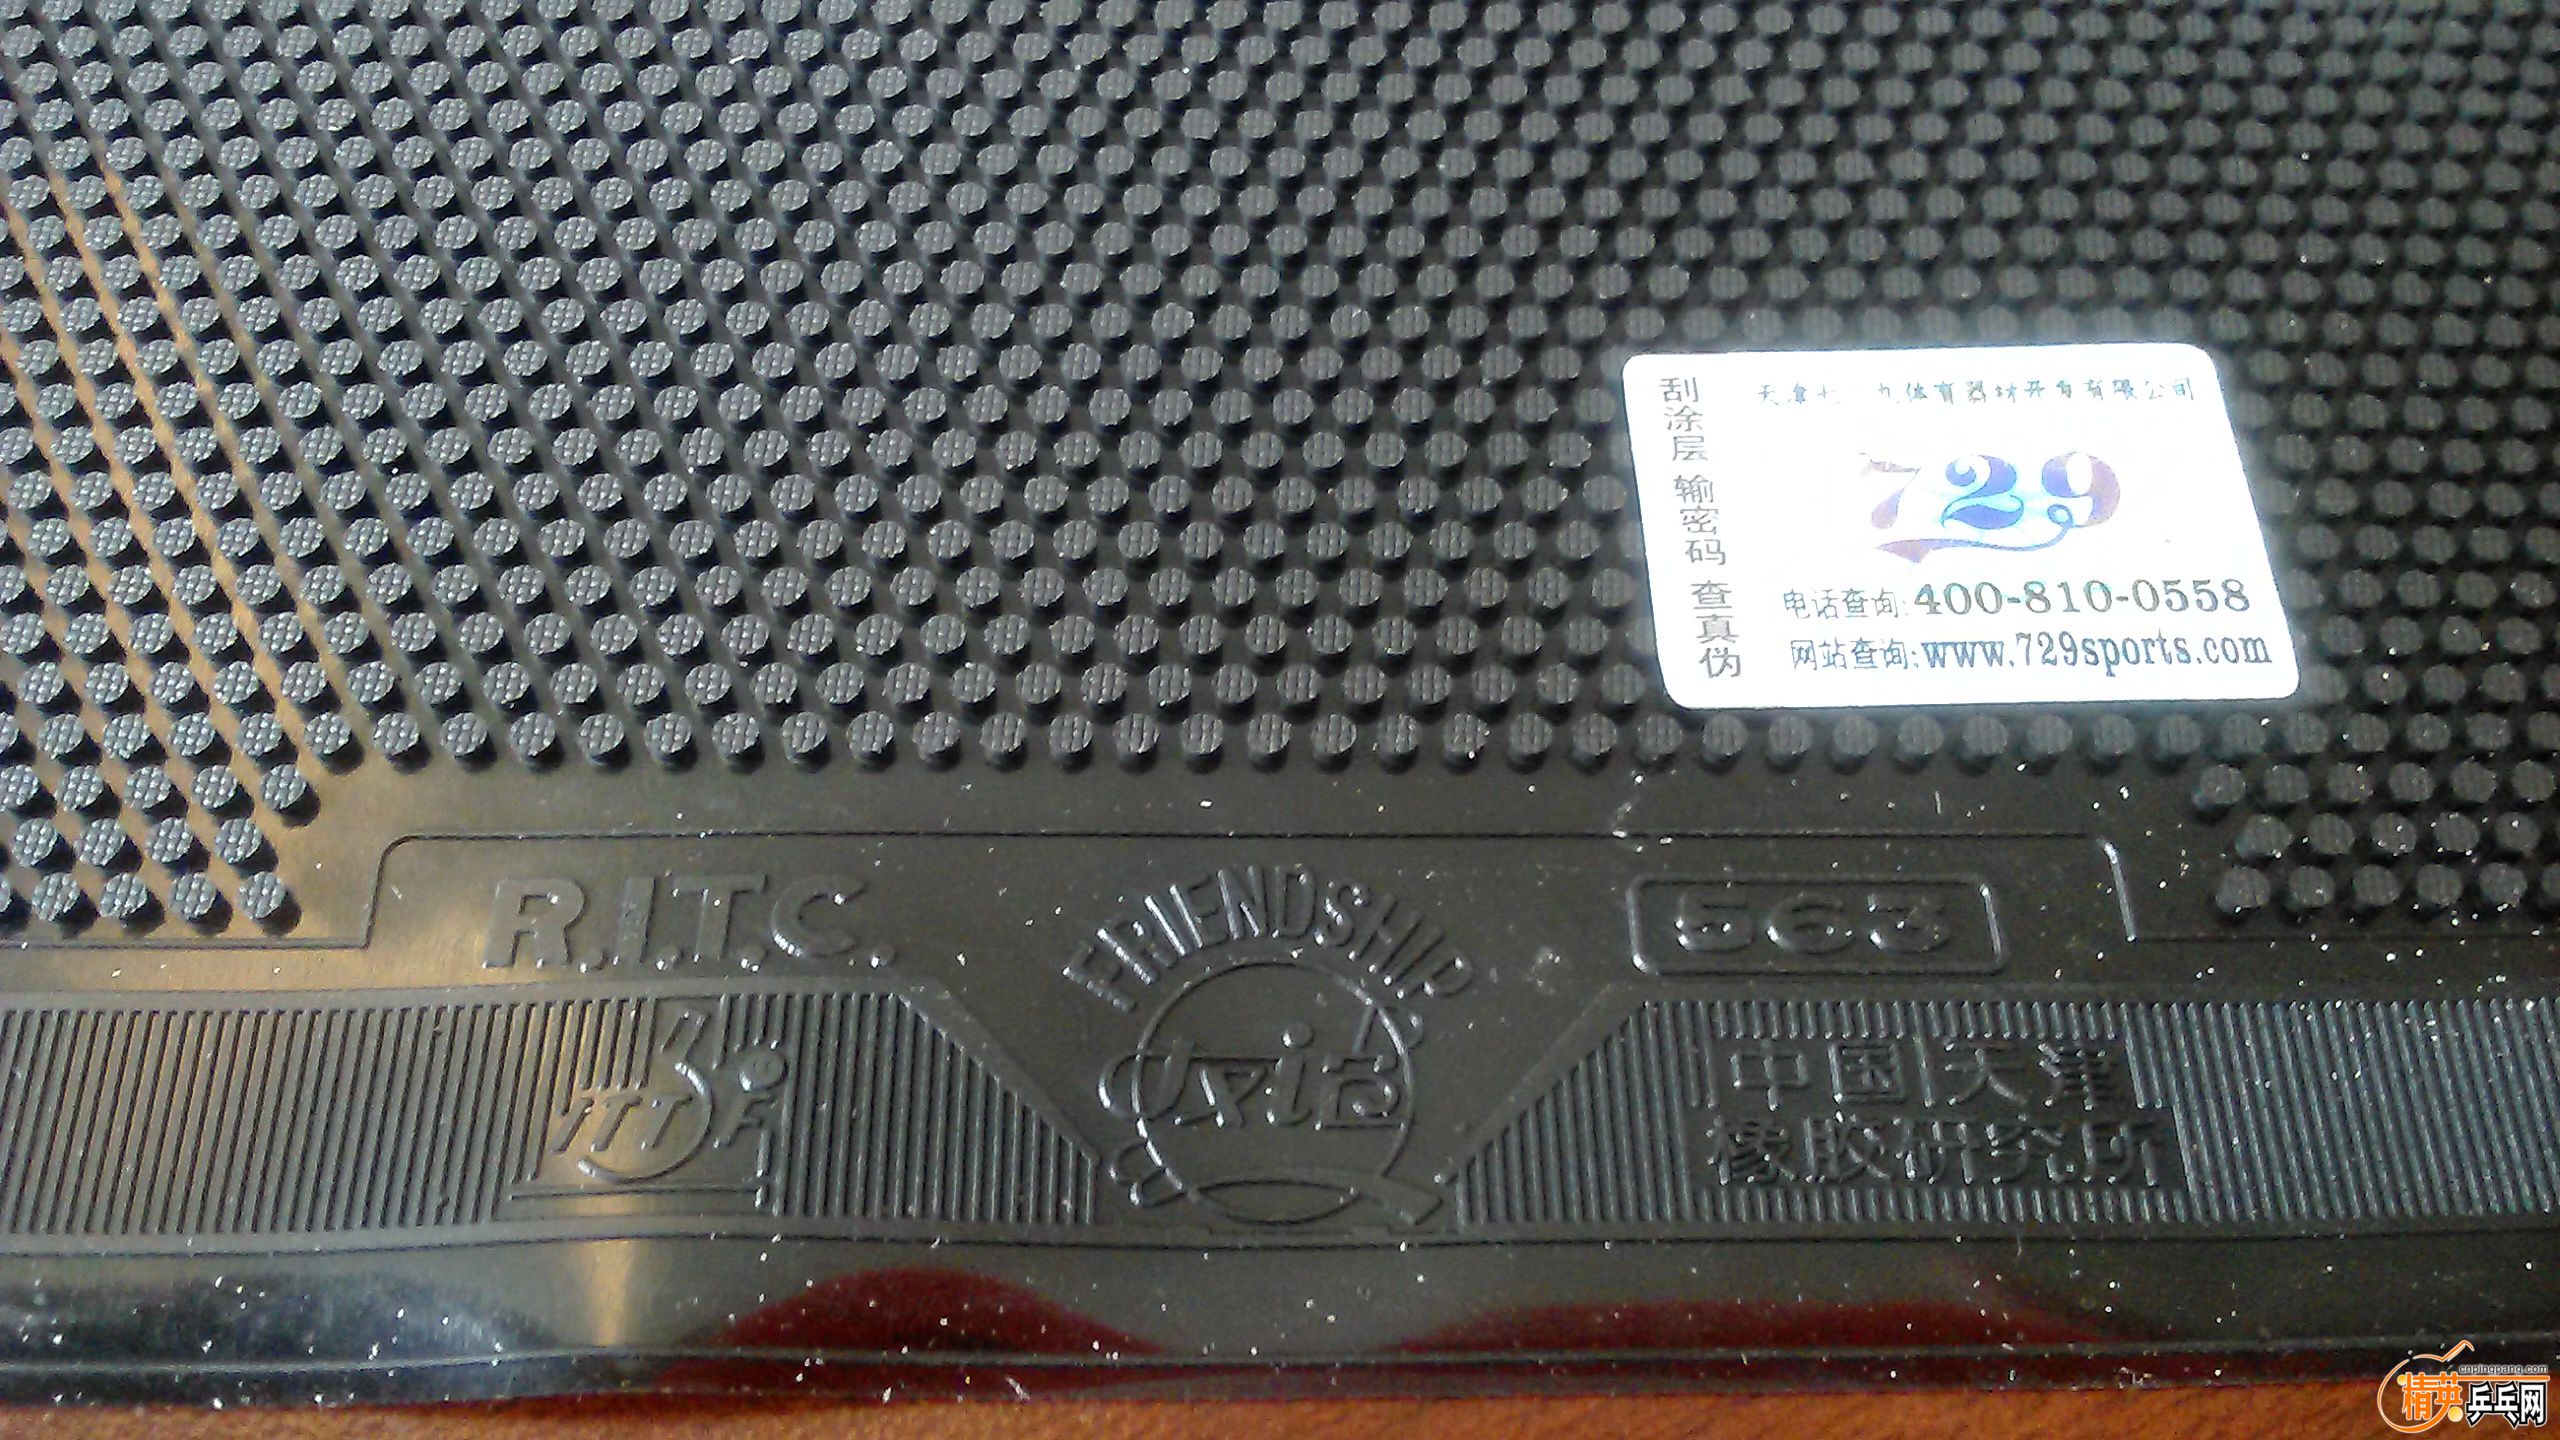 刮涂层 输密码 查真伪
天津七二九体育器材开发有限公司
729
电话查询:400-810-0558
网站查询:www.729sports.com
R.I.T.C.
FRIENDSHIP
563
ITTF
中国天津
橡胶研究所
cnpingpang.com
精英乒乓网